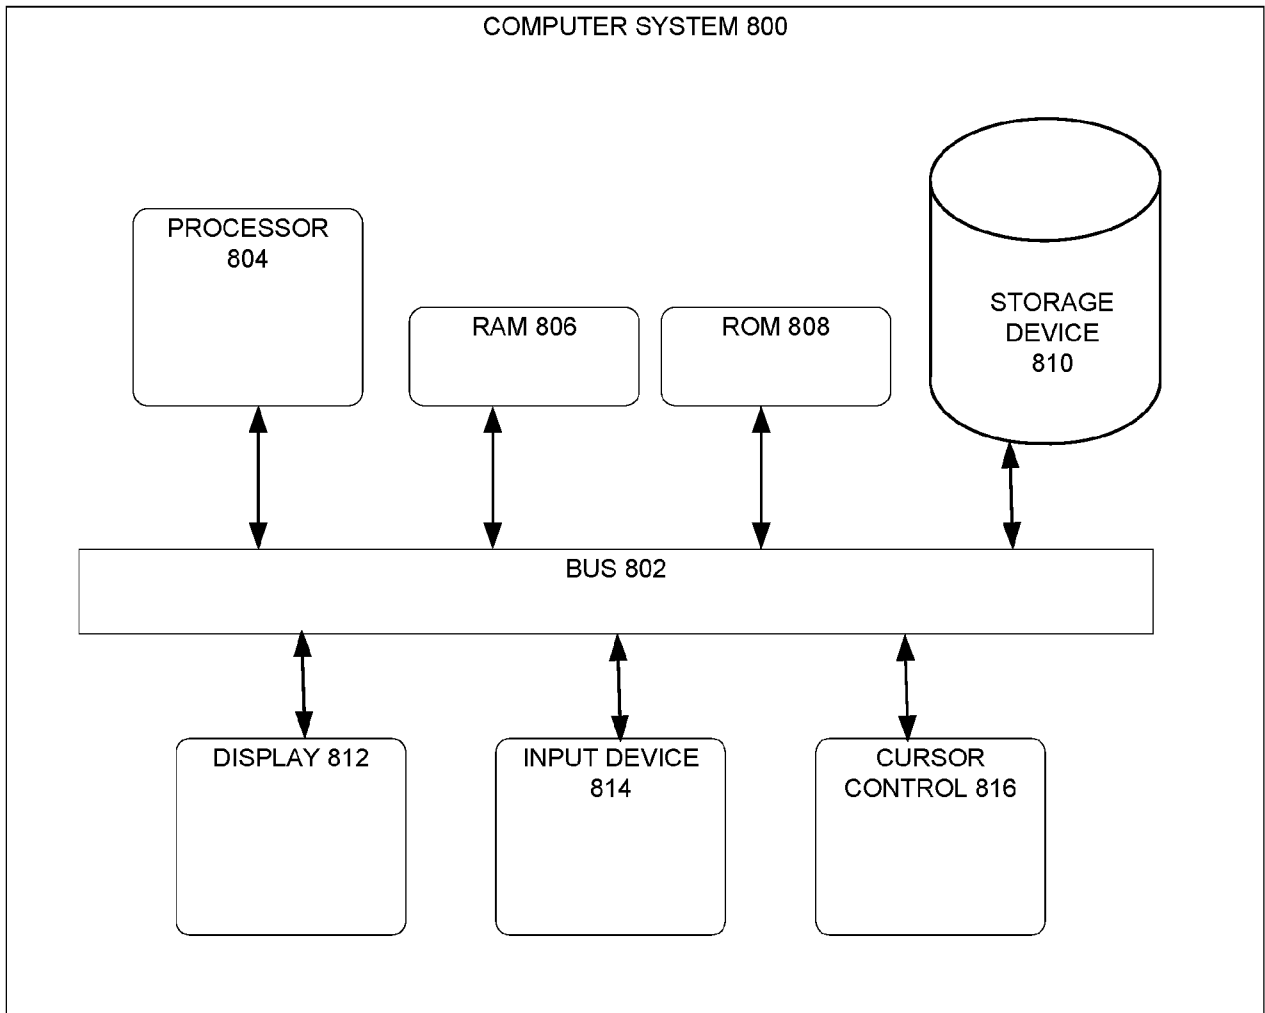 COMPUTER SYSTEM 800
PROCESSOR
804
RAM 806
ROM 808
STORAGE
DEVICE
810
BUS 802
DISPLAY 812
INPUT DEVICE
814
CURSOR
CONTROL 816